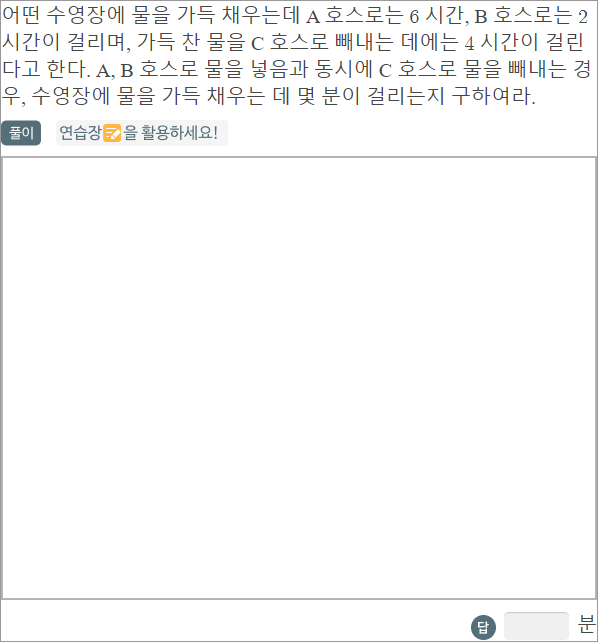 어떤 수영장에 물을 가득 채우는데 A 호스로는 6 시간, B 호스로는 2
시간이 걸리며, 가득 찬 물을 C 호스로 빼내는 데에는 4 시간이 걸린
다고 한다. A, B 호스로 물을 넣음과 동시에 C 호스로 물을 빼내는 경
우, 수영장에 물을 가득 채우는 데 몇 분이 걸리는지 구하여라.
풀이 연습장을 활용하세요!
답 분